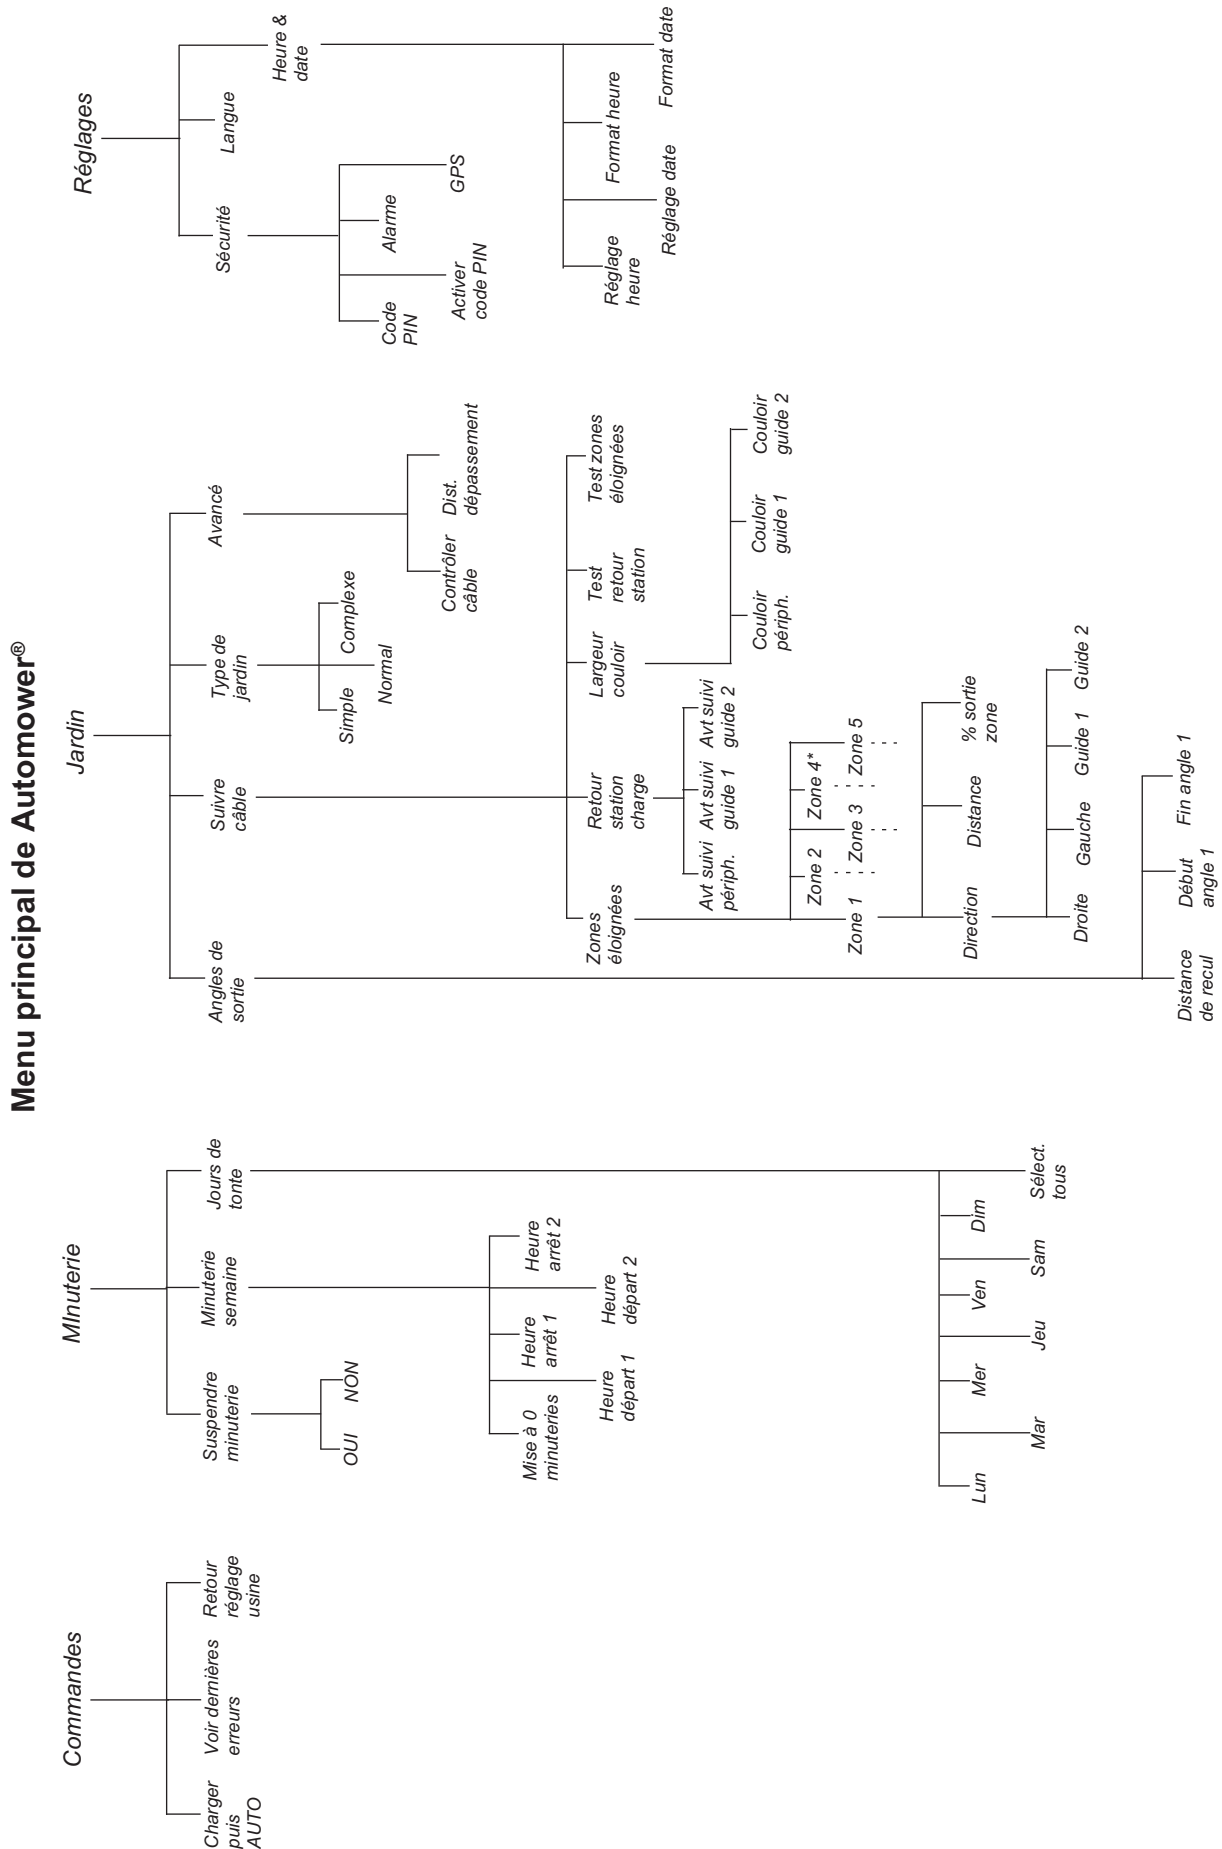 Menu principal de Automower®
Commandes
Charger
puis
AUTO
Voir dernières
erreurs
Retour
réglage
usine
MInuterie
Suspendre
minuterie
OUI
NON
Minuterie
semaine
Mise à 0
minuteries
Heure
départ 1
Heure
arrêt 1
Heure
départ 2
Heure
arrêt 2
Jours de
tonte
Lun
Mar
Mer
Jeu
Ven
Sam
Dim
Sélect.
tous
Jardin
Angles de
sortie
Distance
de recul
Début
angle 1
Fin angle 1
Suivre
câble
Zones
éloignées
Zone 1
Zone 2
Zone 3
Zone 4*
Zone 5
Direction
Distance
% sortie
zone
Droite
Gauche
Guide 1
Guide 2
Retour
station
charge
Avt suivi
périph.
Avt suivi
guide 1
Avt suivi
guide 2
Largeur
couloir
Couloir
périph.
Couloir
guide 1
Couloir
guide 2
Test
retour
station
Test zones
éloignées
Type de
jardin
Simple
Normal
Complexe
Avancé
Contrôler
câble
Dist.
dépassement
Réglages
Sécurité
Code
PIN
Activer
code PIN
Alarme
GPS
Langue
Heure &
date
Réglage
heure
Réglage date
Format heure
Format date